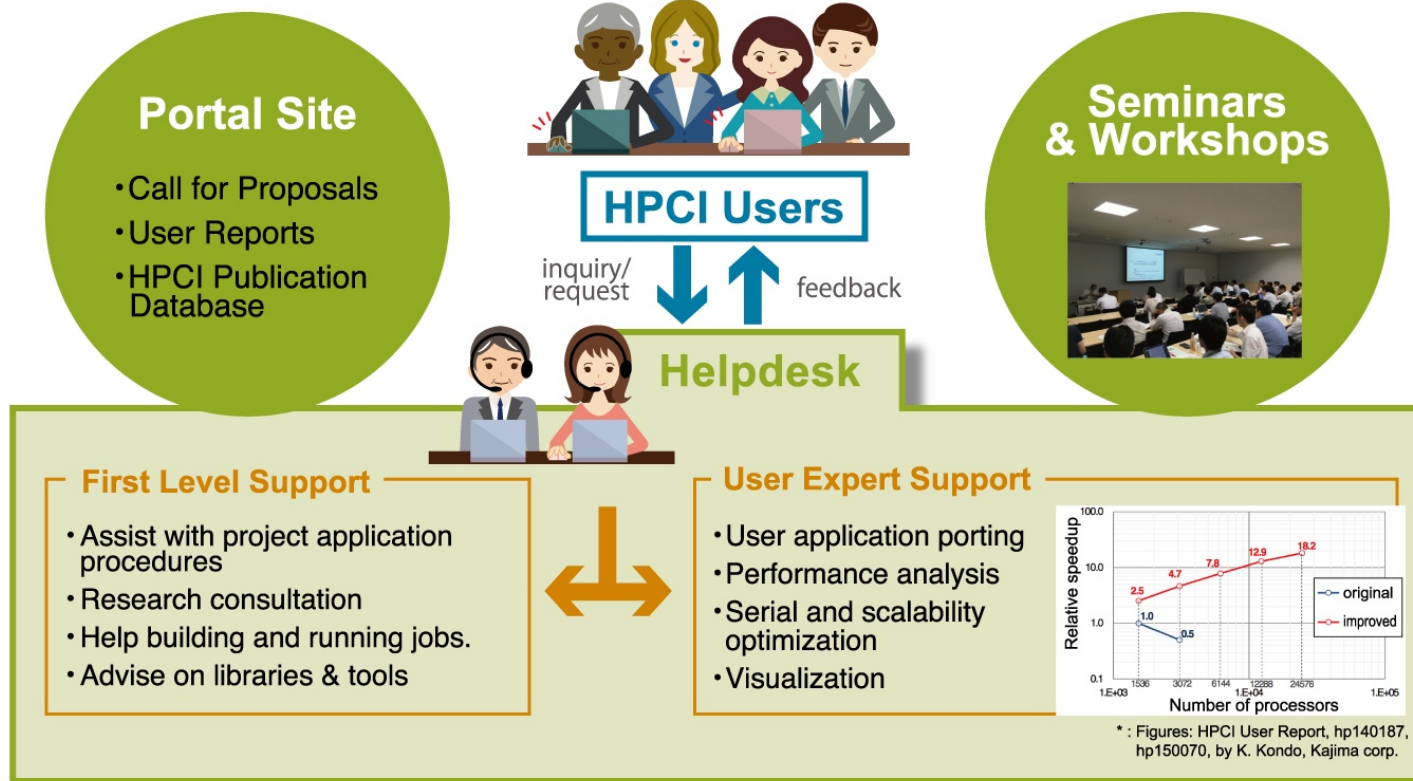 Portal Site
・Call for Proposals
・User Reports
・HPCI Publication
Database
HPCI Users
inquiry/
request
feedback
Seminars
& Workshops
Helpdesk
First Level Support
・Assist with project application
procedures
・Research consultation
・Help building and running jobs.
・Advise on libraries & tools
User Expert Support
・User application porting
・Performance analysis
・Serial and scalability
optimization
・Visualization
Relative speedup
100.0
10.0
1.0
0.1
2.5
4.7
7.8
12.9
18.2
1.0
0.5
original
improved
1536
3072
6144
12288
24576
1.E+03
1.E+04
1.E+05
Number of processors
* : Figures: HPCI User Report, hp140187,
hp150070, by K. Kondo, Kajima corp.